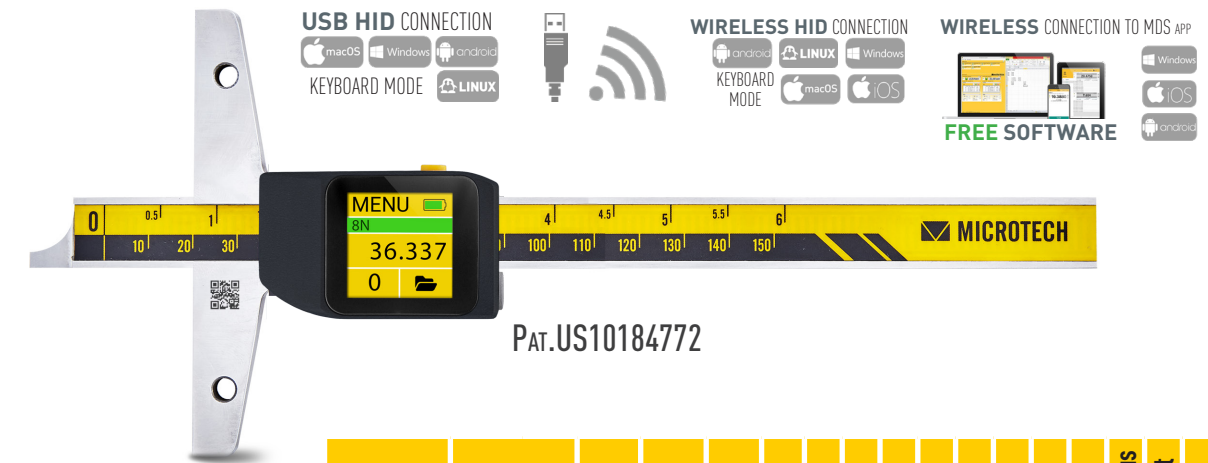 USB HID CONNECTION
macOS Windows android
KEYBOARD MODE LINUX
WIRELESS HID CONNECTION
android LINUX Windows
KEYBOARD
MODE
macOS iOS
WIRELESS CONNECTION TO MDS APP
Windows
iOS
android
FREE SOFTWARE
MENU
8N
36.337
0
0 0.5 1 4 4.5 5 5.5 6
10 20 30 100 110 120 130 140 150
MICROTECH
PAT.US10184772